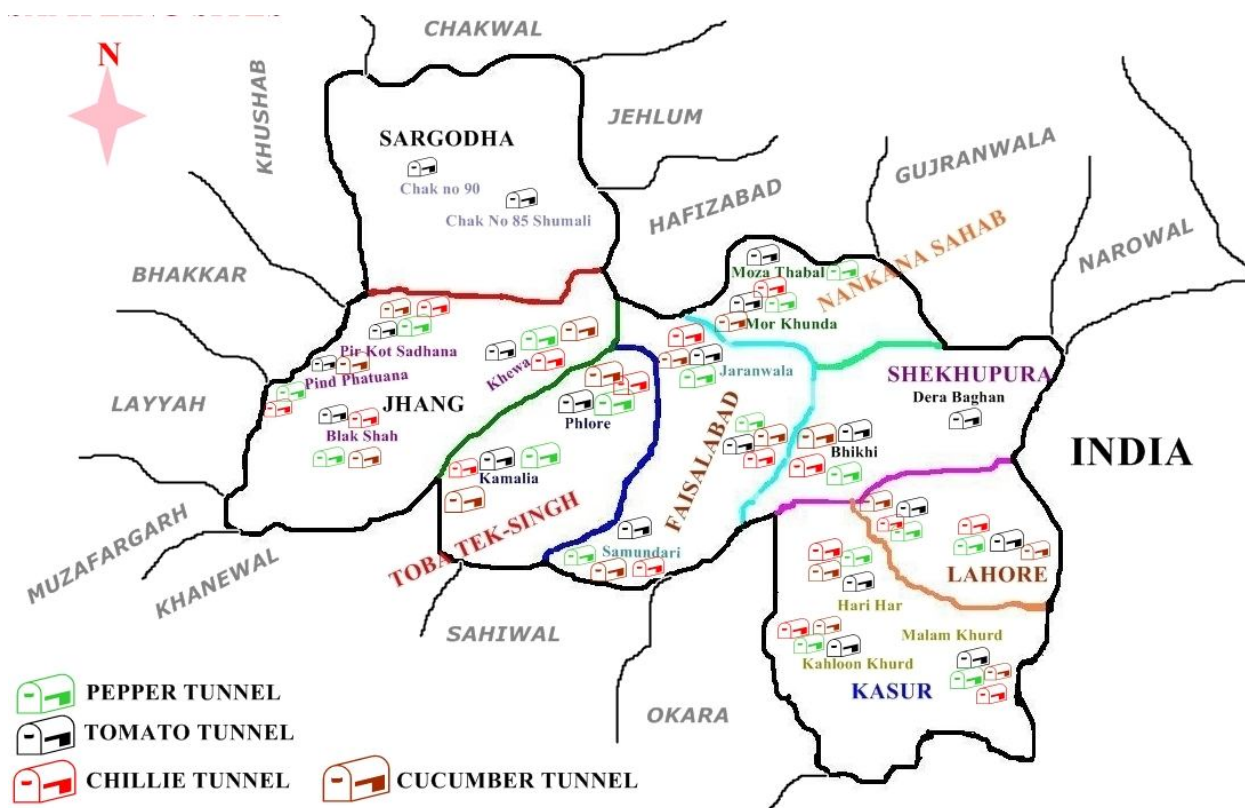 CHAKWAL
N
KHUSHAB
JEHLUM
SARGODHA
GUJRANWALA
Chak no 90
HAFIZABAD
Chak No 85 Shumali
NAROWAL
NANKANA SAHAB
BHAKKAR
Moza Thabal
Mor Khunda
Pir Kot Sadhana
Khewa
Jaranwala
SHEKHUPURA
Pind Phatuana
LAYYAH
JHANG
Dera Baghan
Phlore
Blak Shah
FAISALABAD
Bhikhi
INDIA
Kamalia
TOBA TEK-SINGH
MUZAFARGARH
KHANEWAL
Samundari
LAHORE
Hari Har
SAHIWAL
Malam Khurd
Kahloon Khurd
KASUR
PEPPER TUNNEL
OKARA
TOMATO TUNNEL
CHILLIE TUNNEL
CUCUMBER TUNNEL